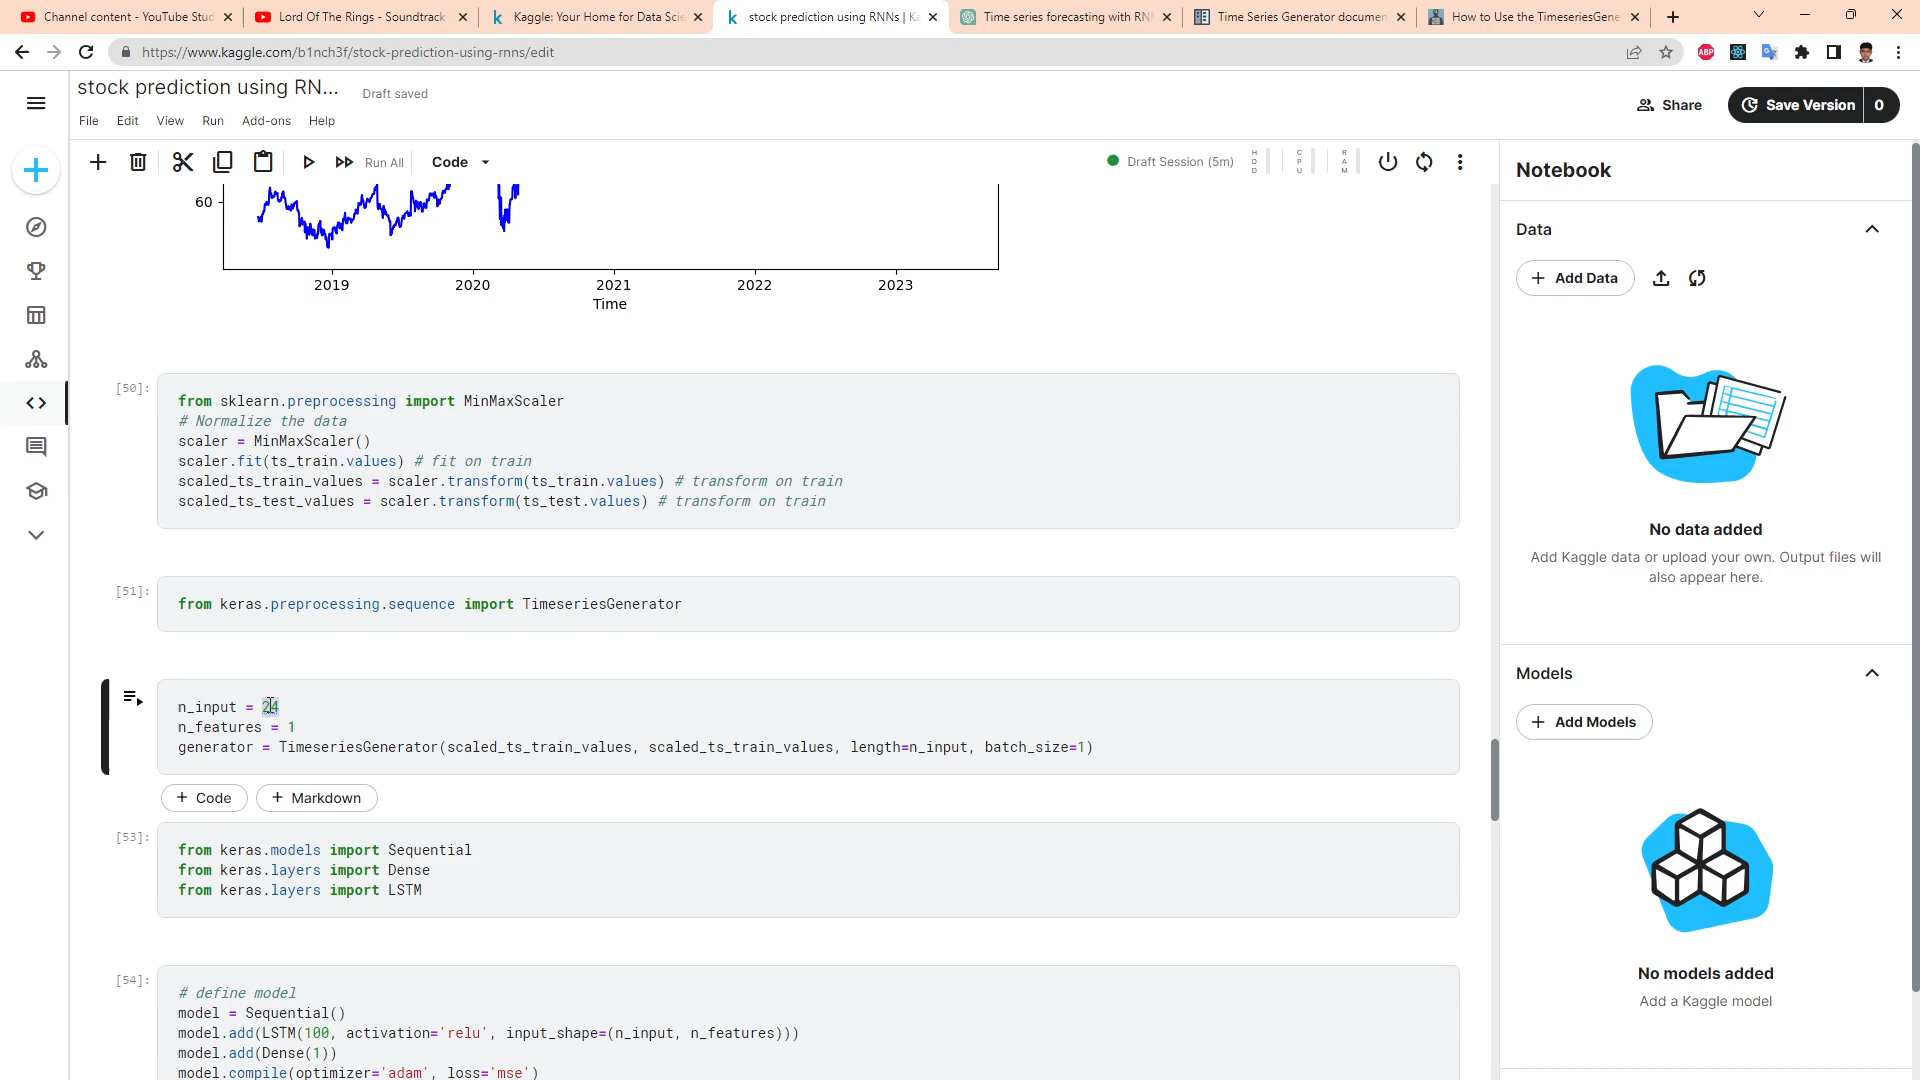 Channel content - YouTube Stud
Lord Of The Rings - Soundtrack
Kaggle: Your Home for Data Scie
stock prediction using RNNs | Ka
Time series forecasting with RNN
Time Series Generator documen
How to Use the TimeseriesGene
https://www.kaggle.com/b1nch3f/stock-prediction-using-rnns/edit
ABP
stock prediction using RN...
Draft saved
Share
Save Version
0
File
Edit
View
Run
Add-ons
Help
Run All
Code
Draft Session (5m)
HDD
CPU
RAM
Notebook
Data
Add Data
No data added
Add Kaggle data or upload your own. Output files will
also appear here.
Models
Add Models
No models added
Add a Kaggle model
60
2019
2020
2021
2022
2023
Time
[50]:
from sklearn.preprocessing import MinMaxScaler
# Normalize the data
scaler = MinMaxScaler()
scaler.fit(ts_train.values) # fit on train
scaled_ts_train_values = scaler.transform(ts_train.values) # transform on train
scaled_ts_test_values = scaler.transform(ts_test.values) # transform on train
[51]:
from keras.preprocessing.sequence import TimeseriesGenerator
n_input = 24
n_features = 1
generator = TimeseriesGenerator(scaled_ts_train_values, scaled_ts_train_values, length=n_input, batch_size=1)
+ Code
+ Markdown
[53]:
from keras.models import Sequential
from keras.layers import Dense
from keras.layers import LSTM
[54]:
# define model
model = Sequential()
model.add(LSTM(100, activation='relu', input_shape=(n_input, n_features)))
model.add(Dense(1))
model.compile(optimizer='adam', loss='mse')